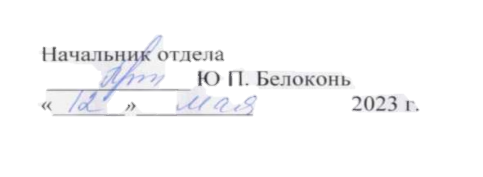 Начальник отдела
Ю П. Белоконь
« 12 » мая 2023 г.